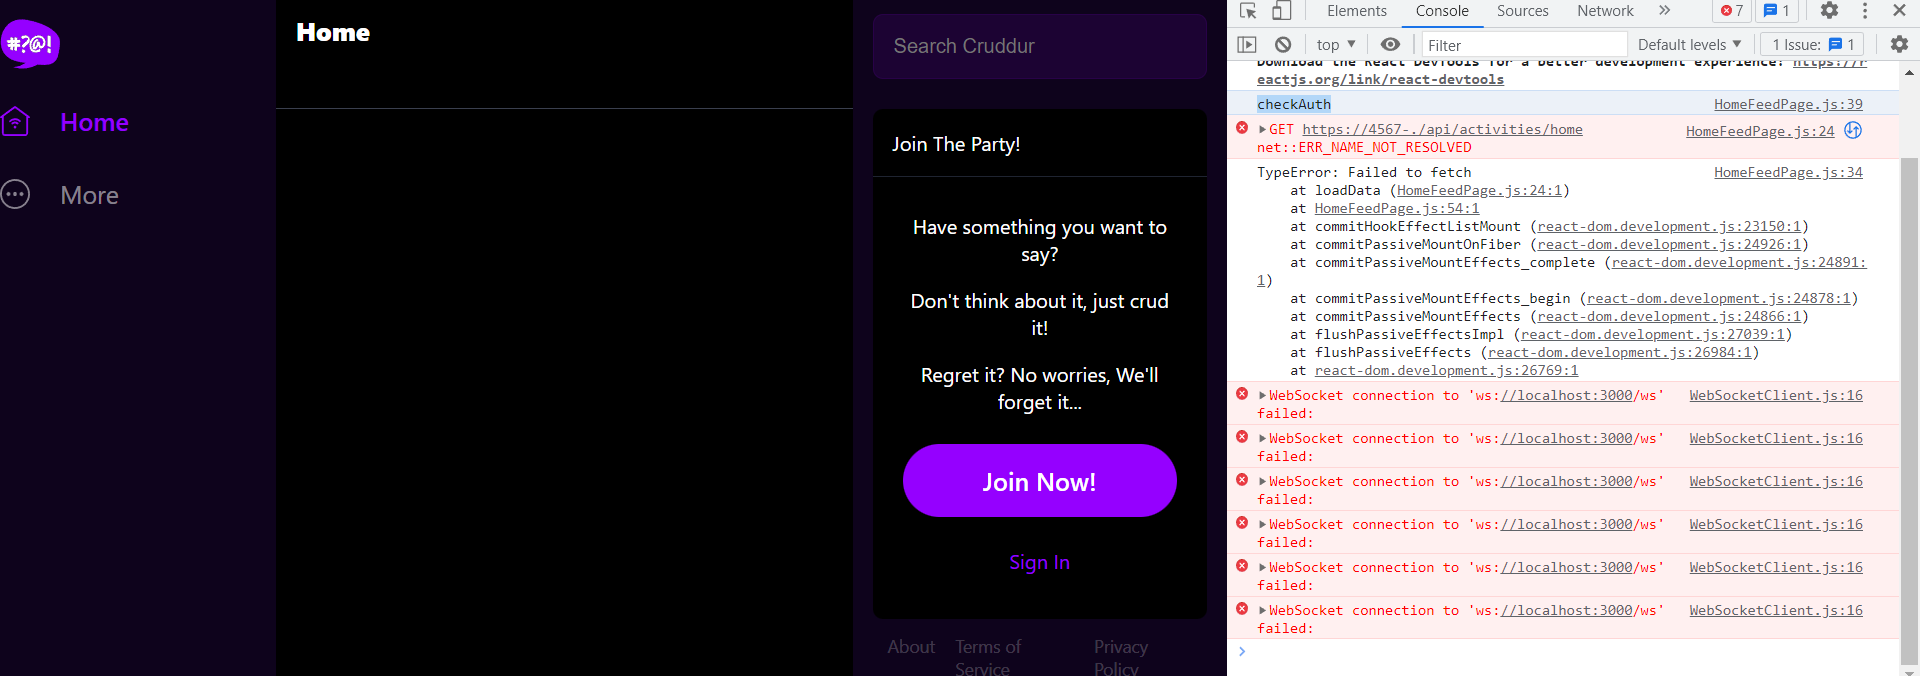 #?@!
Home
More
Home
Search Cruddur
Join The Party!
Have something you want to
say?
Don't think about it, just crud
it!
Regret it? No worries, We'll
forget it...
Join Now!
Sign In
About Terms of Service Privacy Policy
Elements Console Sources Network » 7 1
top ▼ Filter Default levels ▼ 1 Issue: 1
Download the React DevTools for a better development experience: https://r
eactjs.org/link/react-devtools
checkAuth HomeFeedPage.js:39
GET https://4567-./api/activities/home HomeFeedPage.js:24
net::ERR_NAME_NOT_RESOLVED
TypeError: Failed to fetch HomeFeedPage.js:34
at loadData (HomeFeedPage.js:24:1)
at HomeFeedPage.js:54:1
at commitHookEffectListMount (react-dom.development.js:23150:1)
at commitPassiveMountOnFiber (react-dom.development.js:24926:1)
at commitPassiveMountEffects_complete (react-dom.development.js:24891:
1)
at commitPassiveMountEffects_begin (react-dom.development.js:24878:1)
at commitPassiveMountEffects (react-dom.development.js:24866:1)
at flushPassiveEffectsImpl (react-dom.development.js:27039:1)
at flushPassiveEffects (react-dom.development.js:26984:1)
at react-dom.development.js:26769:1
WebSocket connection to 'ws://localhost:3000/ws' WebSocketClient.js:16
failed:
WebSocket connection to 'ws://localhost:3000/ws' WebSocketClient.js:16
failed:
WebSocket connection to 'ws://localhost:3000/ws' WebSocketClient.js:16
failed:
WebSocket connection to 'ws://localhost:3000/ws' WebSocketClient.js:16
failed:
WebSocket connection to 'ws://localhost:3000/ws' WebSocketClient.js:16
failed:
WebSocket connection to 'ws://localhost:3000/ws' WebSocketClient.js:16
failed: